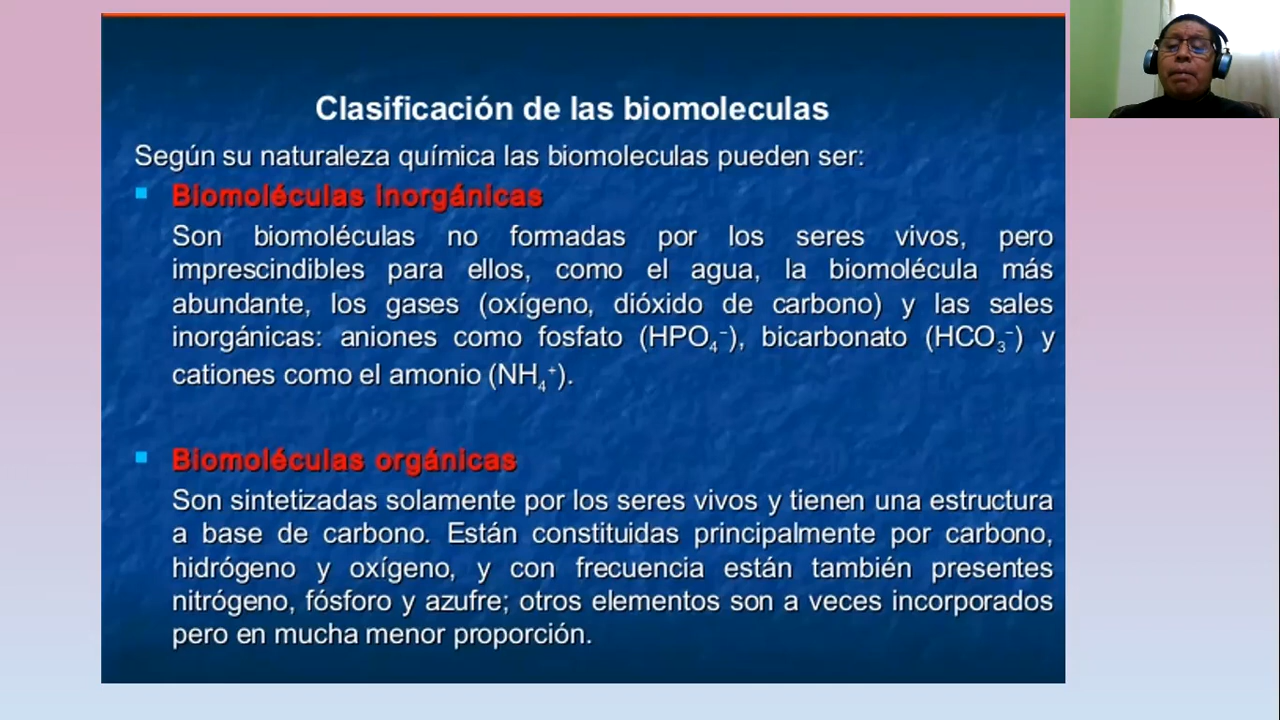 Clasificación de las biomoleculas
Según su naturaleza química las biomoleculas pueden ser:
Biomoléculas inorgánicas
Son biomoléculas no formadas por los seres vivos, pero
imprescindibles para ellos, como el agua, la biomolécula más
abundante, los gases (oxígeno, dióxido de carbono) y las sales
inorgánicas: aniones como fosfato (HPO₄⁻), bicarbonato (HCO₃⁻) y
cationes como el amonio (NH₄⁺).
Biomoléculas orgánicas
Son sintetizadas solamente por los seres vivos y tienen una estructura
a base de carbono. Están constituidas principalmente por carbono,
hidrógeno y oxígeno, y con frecuencia están también presentes
nitrógeno, fósforo y azufre; otros elementos son a veces incorporados
pero en mucha menor proporción.